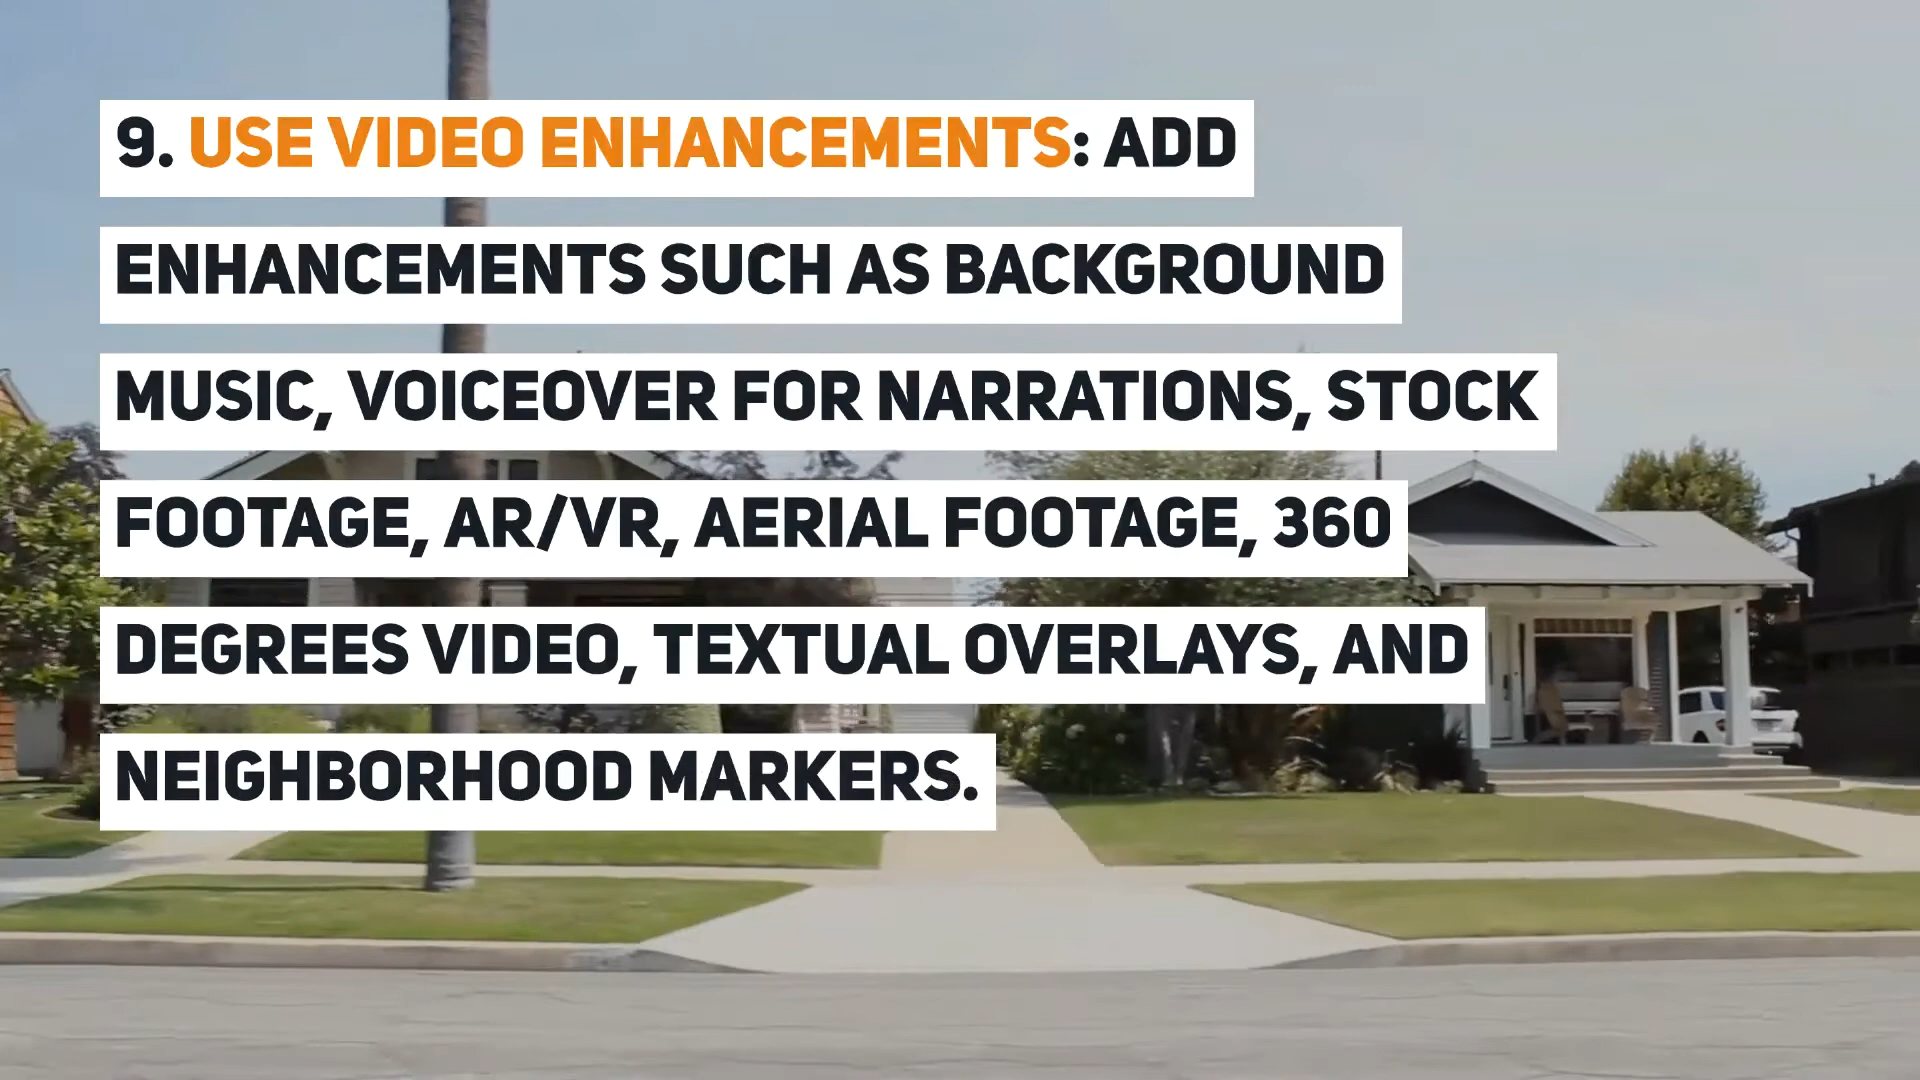 9. USE VIDEO ENHANCEMENTS: ADD
ENHANCEMENTS SUCH AS BACKGROUND
MUSIC, VOICEOVER FOR NARRATIONS, STOCK
FOOTAGE, AR/VR, AERIAL FOOTAGE, 360
DEGREES VIDEO, TEXTUAL OVERLAYS, AND
NEIGHBORHOOD MARKERS.